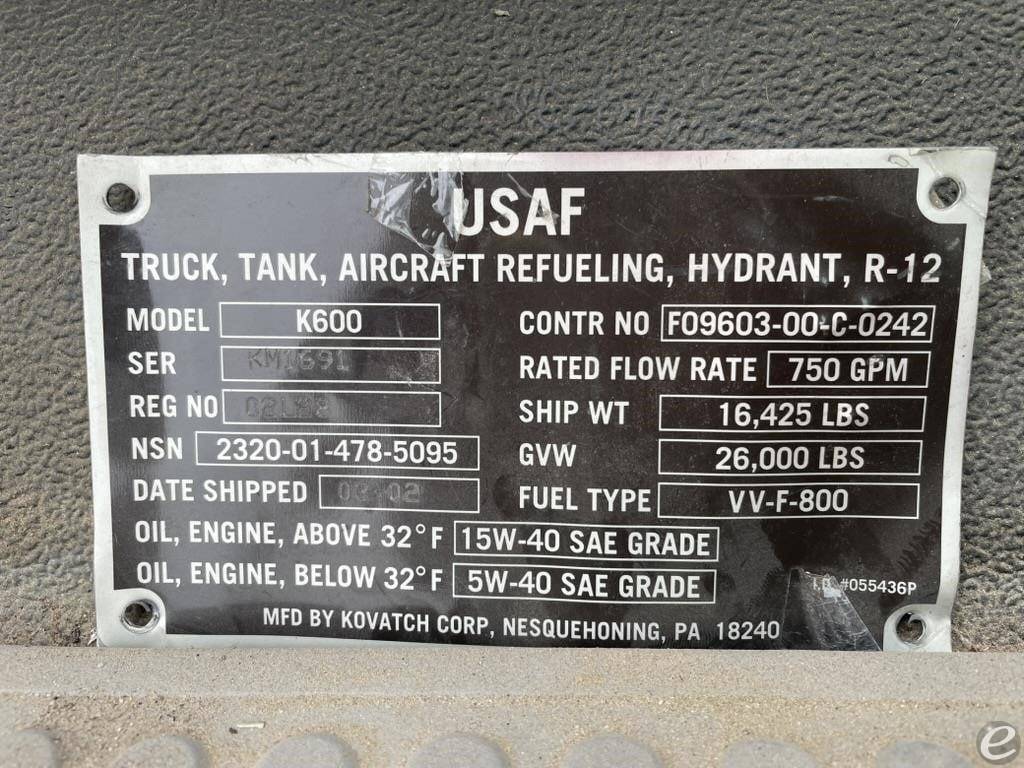 USAF
TRUCK, TANK, AIRCRAFT REFUELING, HYDRANT, R-12
MODEL K600 CONTR NO F09603-00-C-0242
SER KM1691 RATED FLOW RATE 750 GPM
REG NO SHIP WT 16,425 LBS
NSN 2320-01-478-5095 GVW 26,000 LBS
DATE SHIPPED 03-02 FUEL TYPE VV-F-800
OIL, ENGINE, ABOVE 32°F 15W-40 SAE GRADE
OIL, ENGINE, BELOW 32°F 5W-40 SAE GRADE
I.D. #055436P
MFD BY KOVATCH CORP, NESQUEHONING, PA 18240
e